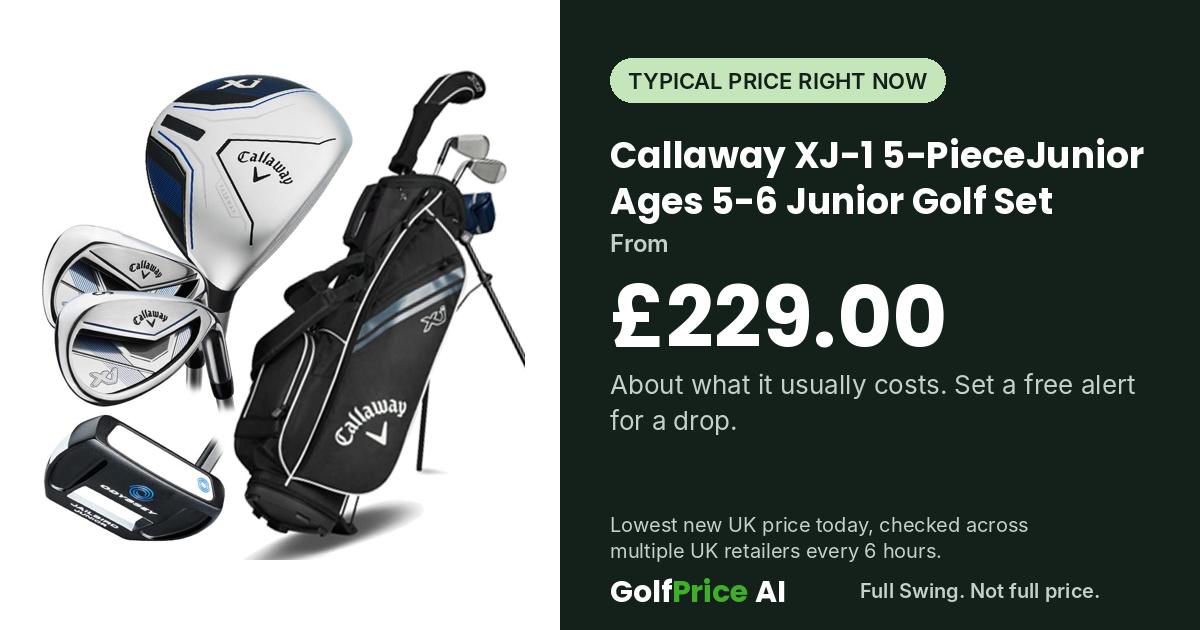 XJ
Callaway
Callaway
Callaway
XJ
XJ
Callaway
ODYSSEY
JAILBIRD
JUNIOR
TYPICAL PRICE RIGHT NOW
Callaway XJ-1 5-PieceJunior
Ages 5-6 Junior Golf Set
From
£229.00
About what it usually costs. Set a free alert
for a drop.
Lowest new UK price today, checked across
multiple UK retailers every 6 hours.
GolfPrice AI
Full Swing. Not full price.